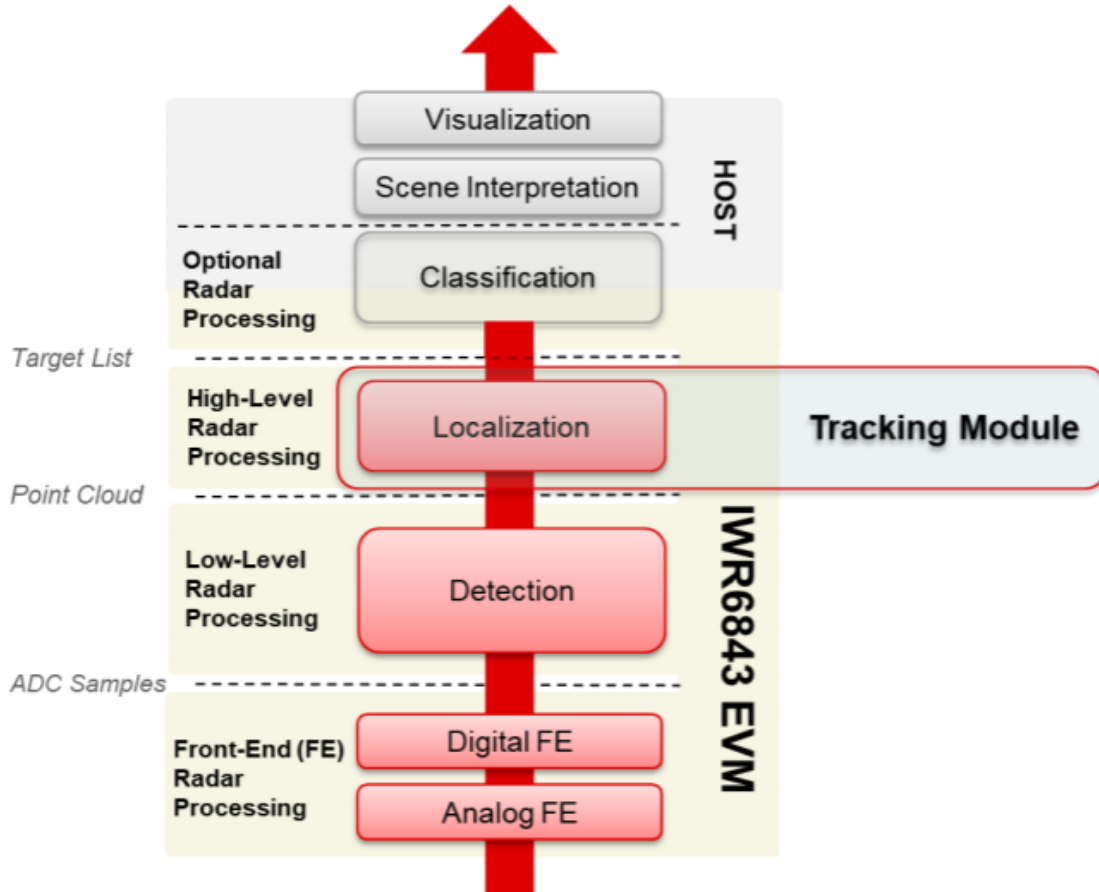 Visualization
Scene Interpretation
HOST
Optional
Radar
Processing
Classification
Target List
High-Level
Radar
Processing
Localization
Tracking Module
Point Cloud
Low-Level
Radar
Processing
Detection
IWR6843 EVM
ADC Samples
Front-End (FE)
Radar
Processing
Digital FE
Analog FE